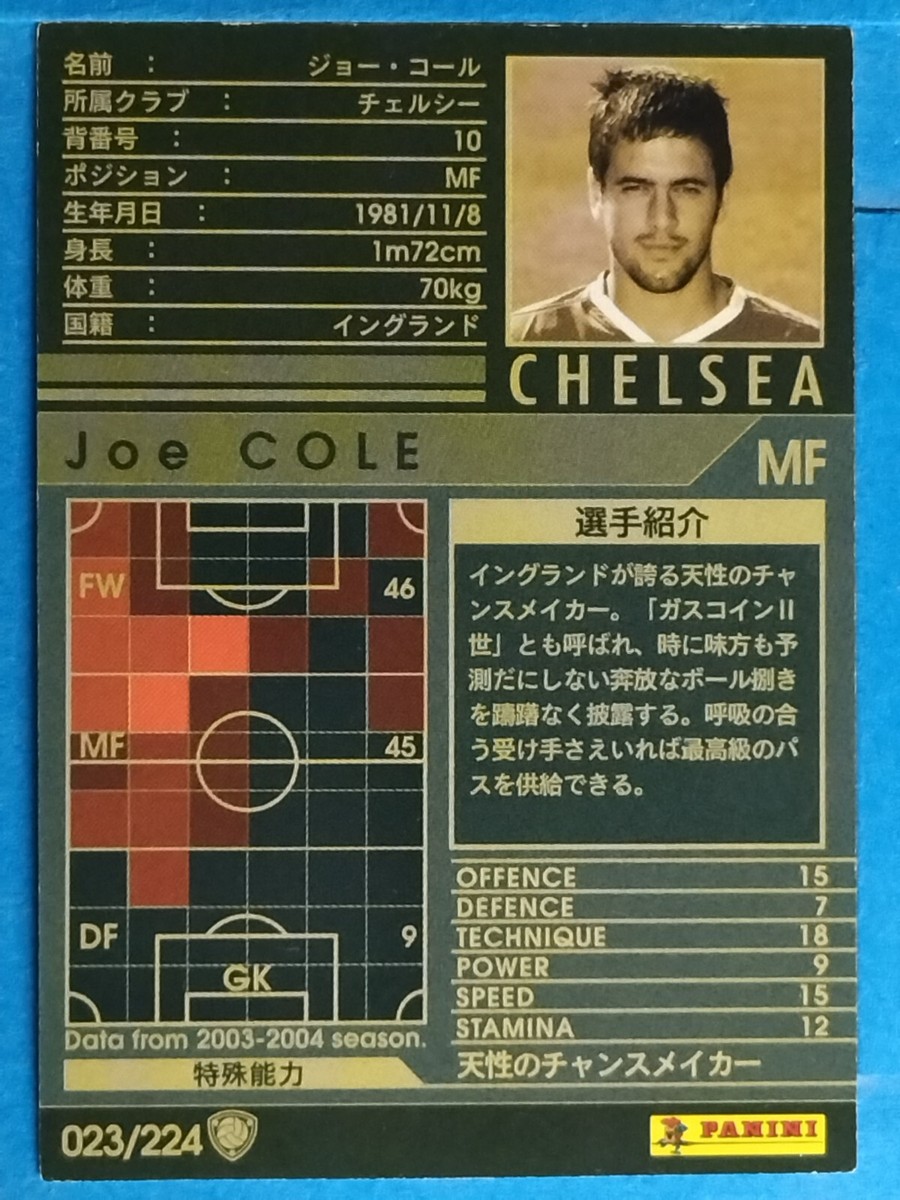 名前 : ジョー・コール
所属クラブ : チェルシー
背番号 : 10
ポジション : MF
生年月日 : 1981/11/8
身長 : 1m72cm
体重 : 70kg
国籍 : イングランド
CHELSEA
Joe COLE
MF
FW 46
MF 45
DF 9
GK
Data from 2003-2004 season.
選手紹介
イングランドが誇る天性のチャ
ンスメイカー。「ガスコインⅡ
世」とも呼ばれ、時に味方も予
測だにしない奔放なボール捌き
を躊躇なく披露する。呼吸の合
う受け手さえいれば最高級のパ
スを供給できる。
OFFENCE 15
DEFENCE 7
TECHNIQUE 18
POWER 9
SPEED 15
STAMINA 12
特殊能力 天性のチャンスメイカー
023/224
PANINI